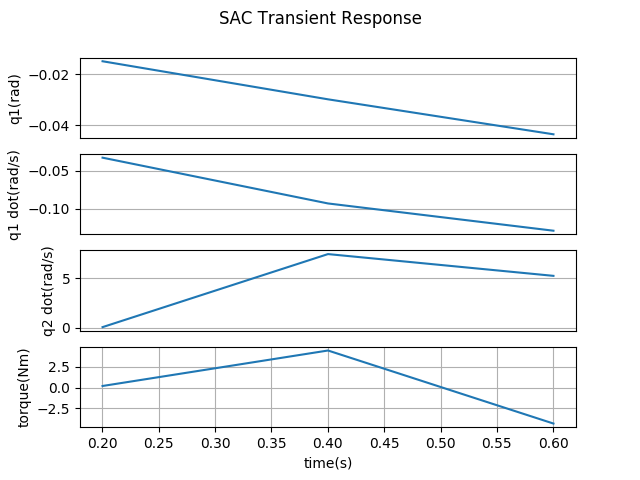 SAC Transient Response
q1(rad)
−0.02
−0.04
q1 dot(rad/s)
−0.05
−0.10
q2 dot(rad/s)
5
0
torque(Nm)
2.5
0.0
−2.5
0.20 0.25 0.30 0.35 0.40 0.45 0.50 0.55 0.60
time(s)